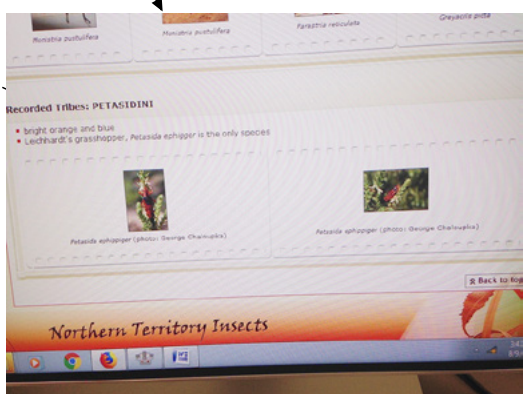 Monistria pustulifera
Monistria pustulifera
Parastria reticulata
Greyacris picta
Recorded Tribes: PETASIDINI
bright orange and blue
Leichhardt's grasshopper, Petasida ephipper is the only species
Petasida ephippiger (photo: George Chaloupka)
Petasida ephippiger (photo: George Chaloupka)
Back to top
Northern Territory Insects